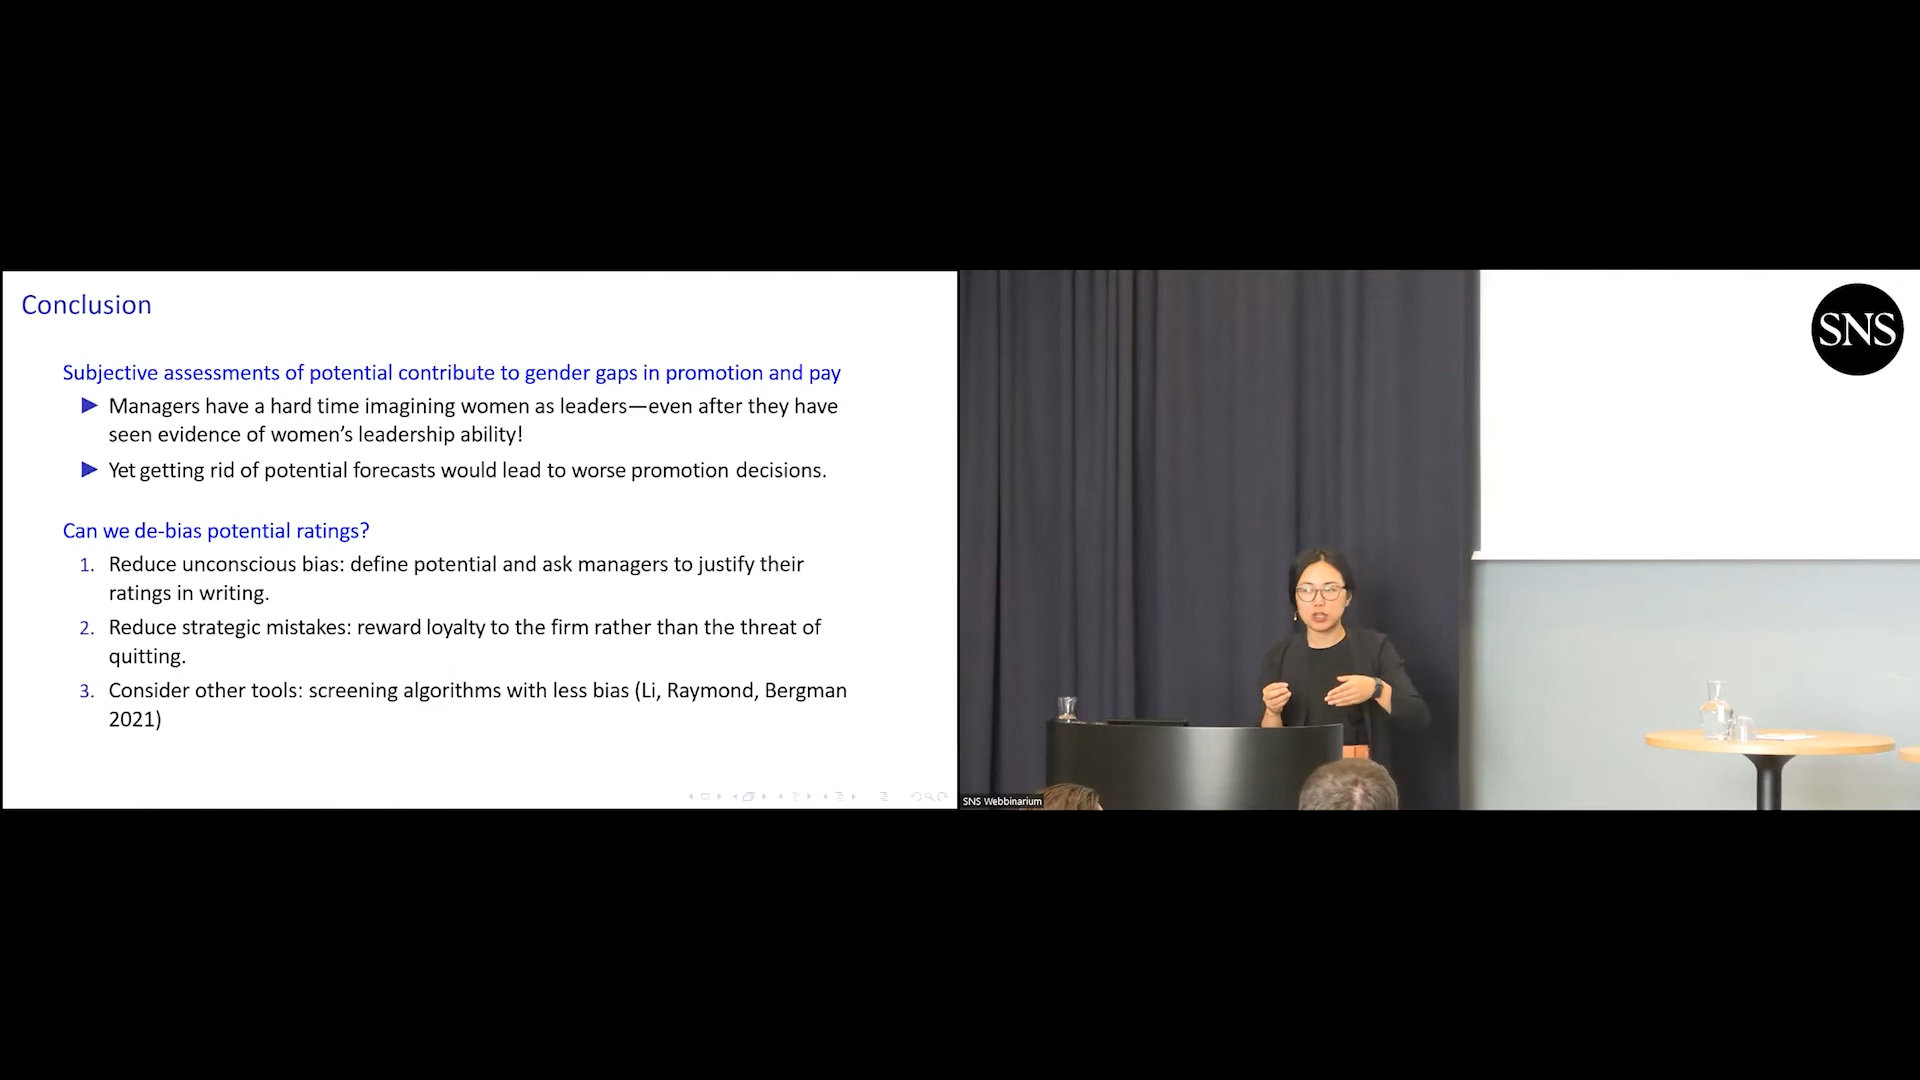 Conclusion
Subjective assessments of potential contribute to gender gaps in promotion and pay
Managers have a hard time imagining women as leaders—even after they have
seen evidence of women's leadership ability!
Yet getting rid of potential forecasts would lead to worse promotion decisions.
Can we de-bias potential ratings?
1. Reduce unconscious bias: define potential and ask managers to justify their
ratings in writing.
2. Reduce strategic mistakes: reward loyalty to the firm rather than the threat of
quitting.
3. Consider other tools: screening algorithms with less bias (Li, Raymond, Bergman
2021)
SNS
SNS Webbinarium